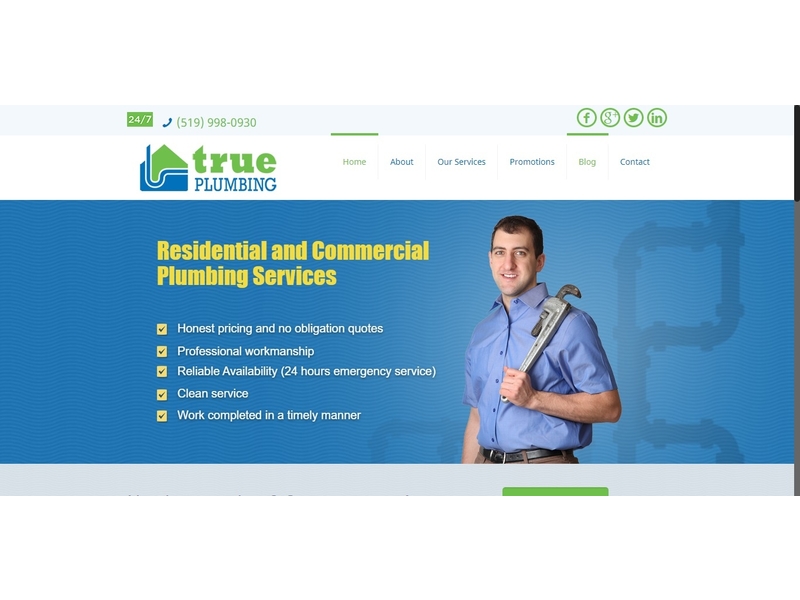 24/7 (519) 998-0930
f g+ in
true
PLUMBING
Home About Our Services Promotions Blog Contact
Residential and Commercial
Plumbing Services
Honest pricing and no obligation quotes
Professional workmanship
Reliable Availability (24 hours emergency service)
Clean service
Work completed in a timely manner